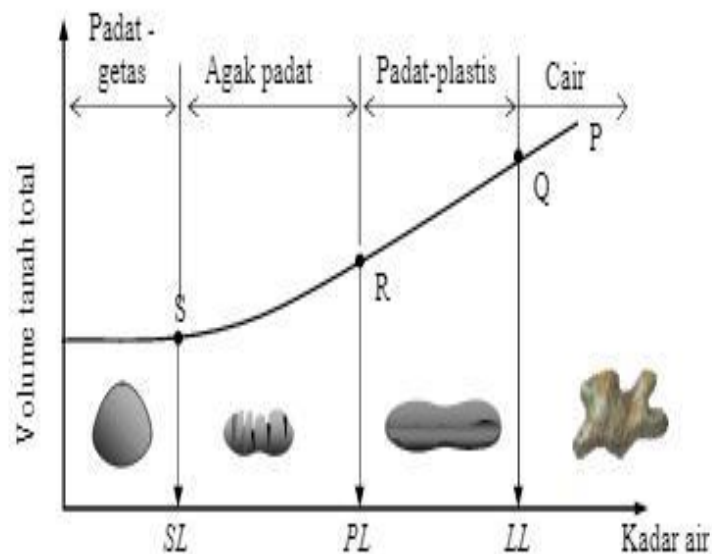 Padat -
getas
Agak padat
Padat-plastis
Cair
P
Q
R
S
Volume tanah total
SL
PL
LL
Kadar air